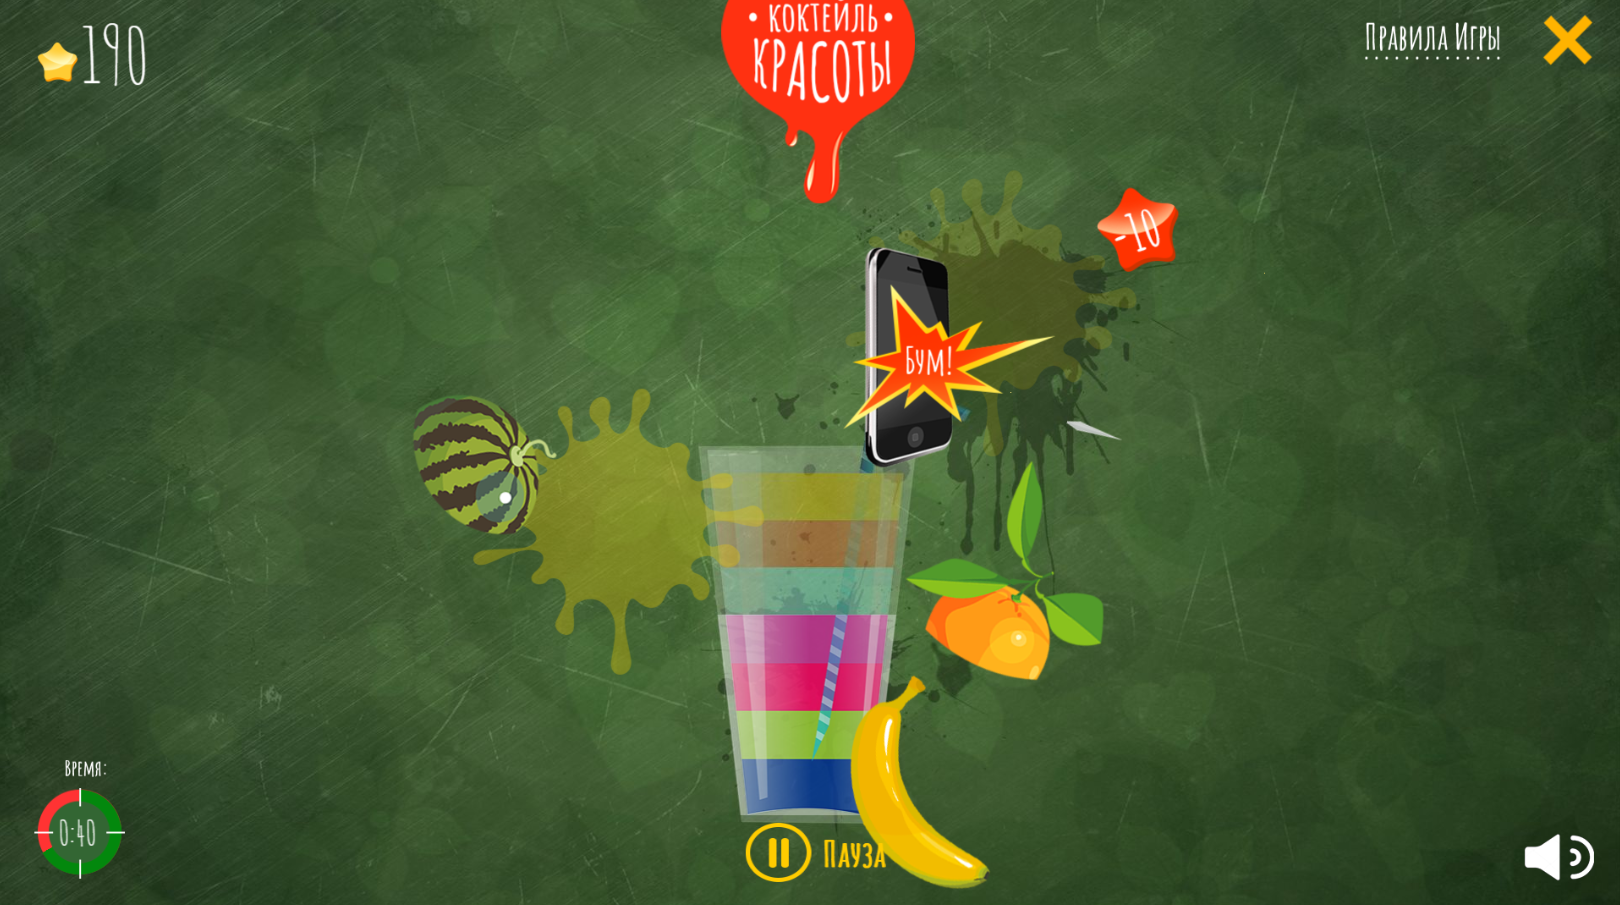 190
• КОКТЕЙЛЬ •
КРАСОТЫ
Правила Игры
-10
Бум!
Время:
0:40
Пауза